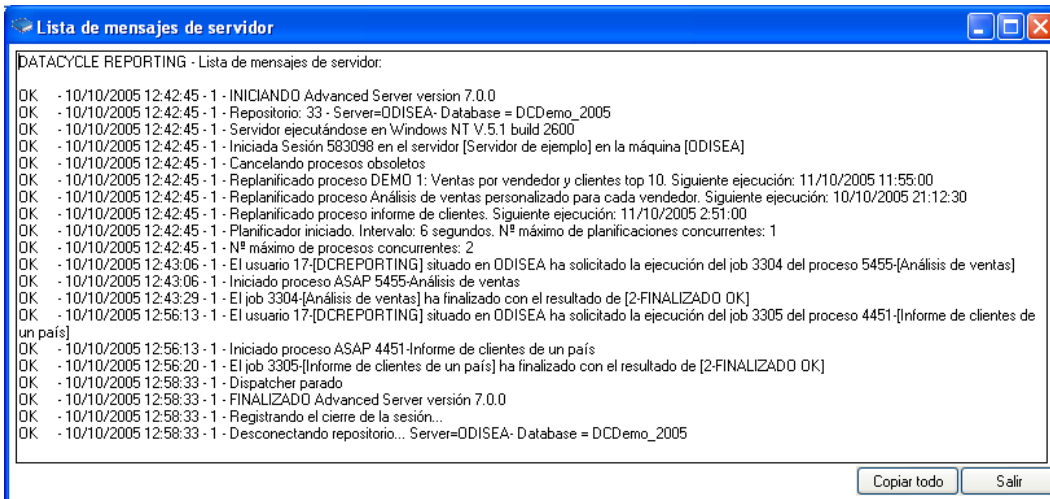 Lista de mensajes de servidor
DATACYCLE REPORTING - Lista de mensajes de servidor:
OK - 10/10/2005 12:42:45 - 1 - INICIANDO Advanced Server version 7.0.0
OK - 10/10/2005 12:42:45 - 1 - Repositorio: 33 - Server=ODISEA- Database = DCDemo_2005
OK - 10/10/2005 12:42:45 - 1 - Servidor ejecutándose en Windows NT V.5.1 build 2600
OK - 10/10/2005 12:42:45 - 1 - Iniciada Sesión 583098 en el servidor [Servidor de ejemplo] en la máquina [ODISEA]
OK - 10/10/2005 12:42:45 - 1 - Cancelando procesos obsoletos
OK - 10/10/2005 12:42:45 - 1 - Replanificado proceso DEMO 1: Ventas por vendedor y clientes top 10. Siguiente ejecución: 11/10/2005 11:55:00
OK - 10/10/2005 12:42:45 - 1 - Replanificado proceso Análisis de ventas personalizado para cada vendedor. Siguiente ejecución: 10/10/2005 21:12:30
OK - 10/10/2005 12:42:45 - 1 - Replanificado proceso informe de clientes. Siguiente ejecución: 11/10/2005 2:51:00
OK - 10/10/2005 12:42:45 - 1 - Planificador iniciado. Intervalo: 6 segundos. Nº máximo de planificaciones concurrentes: 1
OK - 10/10/2005 12:42:45 - 1 - Nº máximo de procesos concurrentes: 2
OK - 10/10/2005 12:43:06 - 1 - El usuario 17-[DCREPORTING] situado en ODISEA ha solicitado la ejecución del job 3304 del proceso 5455-[Análisis de ventas]
OK - 10/10/2005 12:43:06 - 1 - Iniciado proceso ASAP 5455-Análisis de ventas
OK - 10/10/2005 12:43:29 - 1 - El job 3304-[Análisis de ventas] ha finalizado con el resultado de [2-FINALIZADO OK]
OK - 10/10/2005 12:56:13 - 1 - El usuario 17-[DCREPORTING] situado en ODISEA ha solicitado la ejecución del job 3305 del proceso 4451-[Informe de clientes de
un país]
OK - 10/10/2005 12:56:13 - 1 - Iniciado proceso ASAP 4451-Informe de clientes de un país
OK - 10/10/2005 12:56:20 - 1 - El job 3305-[Informe de clientes de un país] ha finalizado con el resultado de [2-FINALIZADO OK]
OK - 10/10/2005 12:58:33 - 1 - Dispatcher parado
OK - 10/10/2005 12:58:33 - 1 - FINALIZADO Advanced Server versión 7.0.0
OK - 10/10/2005 12:58:33 - 1 - Registrando el cierre de la sesión...
OK - 10/10/2005 12:58:33 - 1 - Desconectando repositorio... Server=ODISEA- Database = DCDemo_2005
Copiar todo
Salir